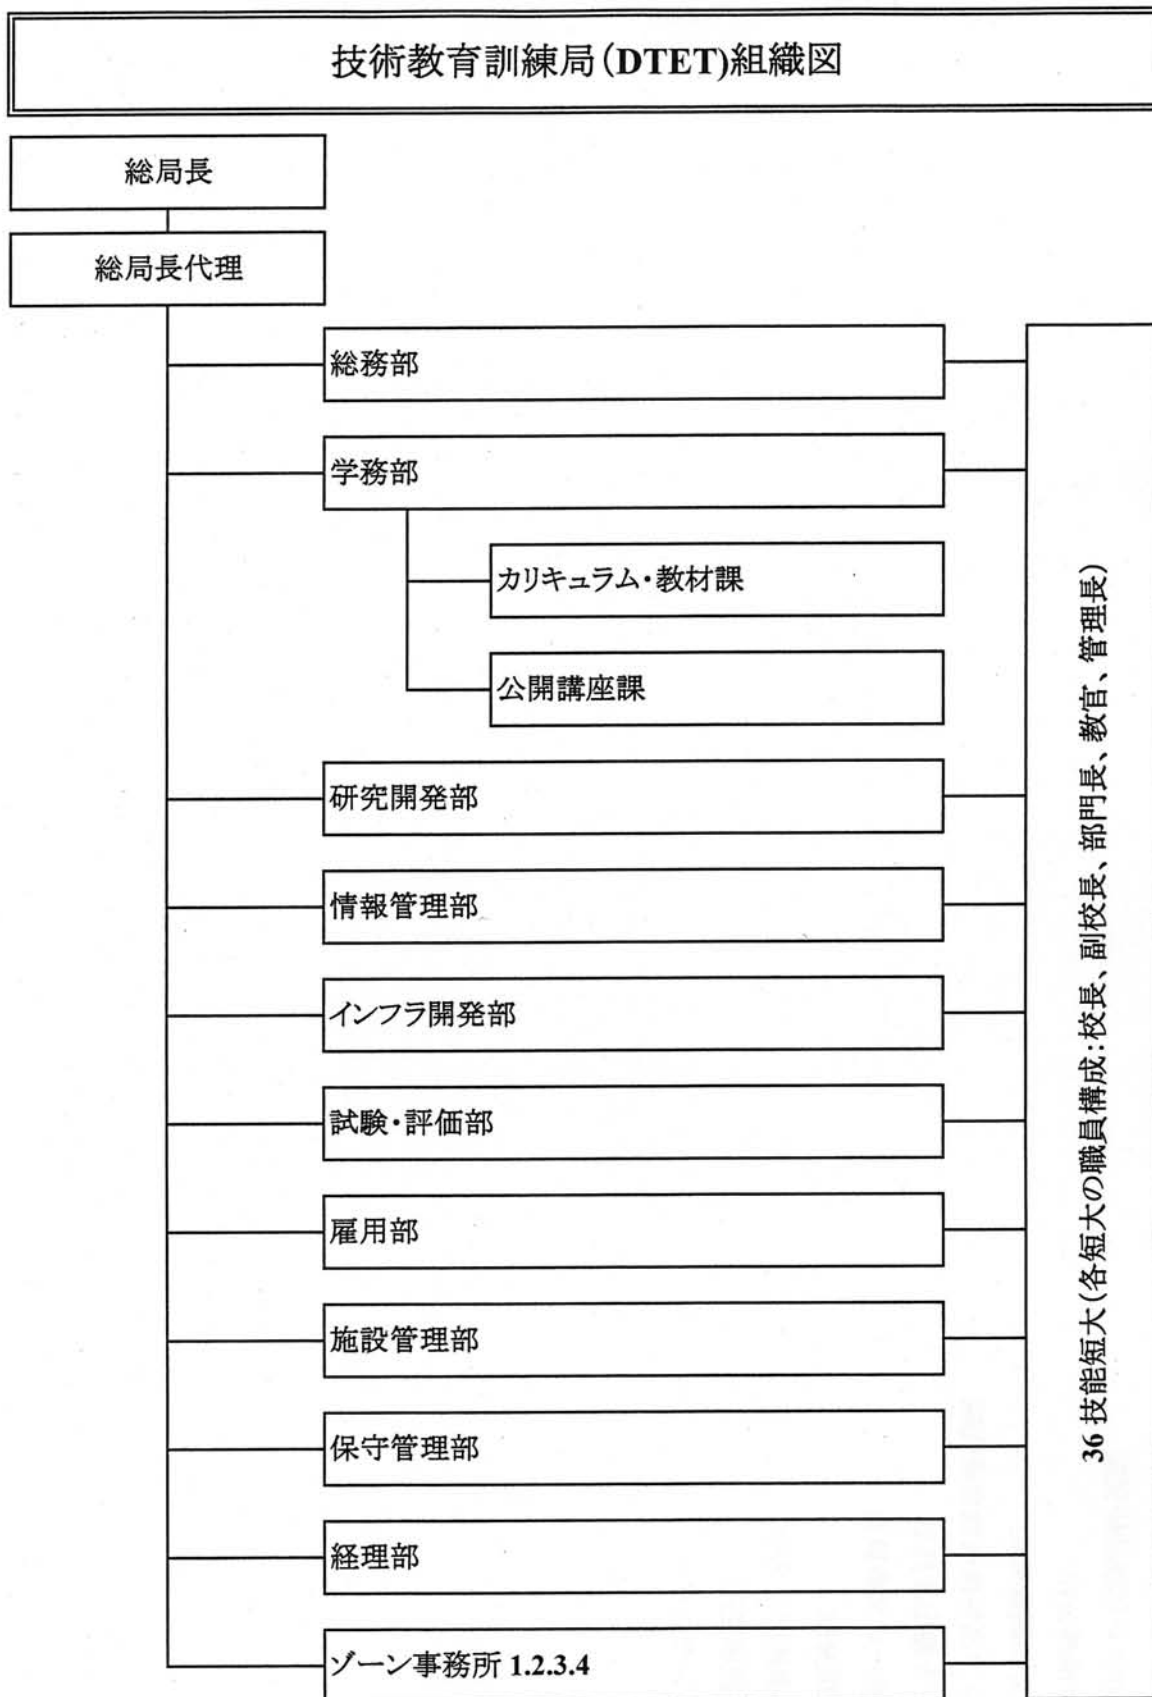 技術教育訓練局(DTET)組織図
総局長
総局長代理
総務部
学務部
カリキュラム・教材課
公開講座課
研究開発部
情報管理部
インフラ開発部
試験・評価部
雇用部
施設管理部
保守管理部
経理部
ゾーン事務所 1.2.3.4
36 技能短大(各短大の職員構成:校長、副校長、部門長、教官、管理長)